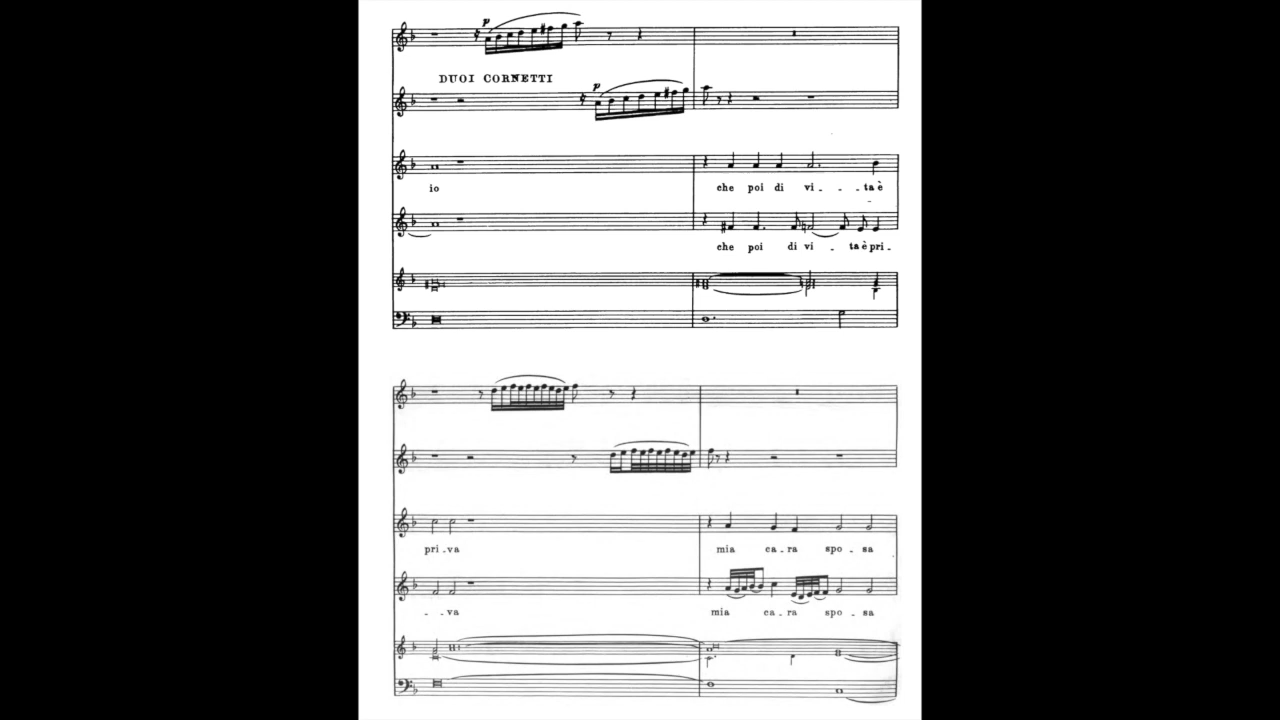 p
DUOI CORNETTI
p
io che poi di vi - - - ta è
che poi di vi - ta è pri -
pri - va mia ca - ra spo - sa
- - va mia ca - ra spo - sa